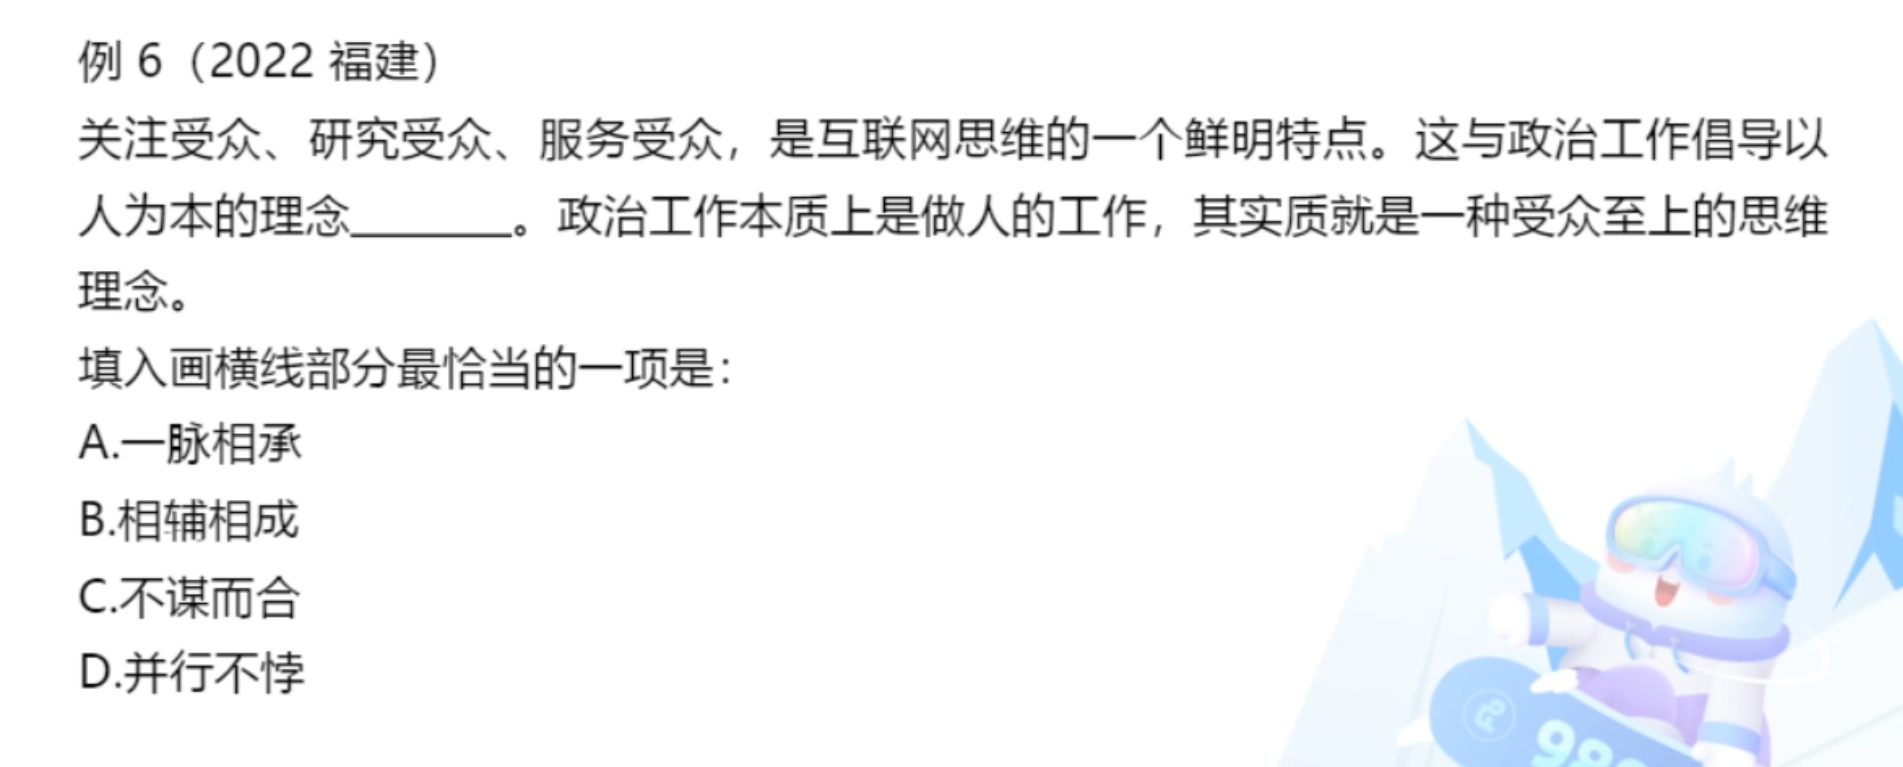 例 6（2022 福建）
关注受众、研究受众、服务受众，是互联网思维的一个鲜明特点。这与政治工作倡导以
人为本的理念________。政治工作本质上是做人的工作，其实质就是一种受众至上的思维
理念。
填入画横线部分最恰当的一项是：
A.一脉相承
B.相辅相成
C.不谋而合
D.并行不悖